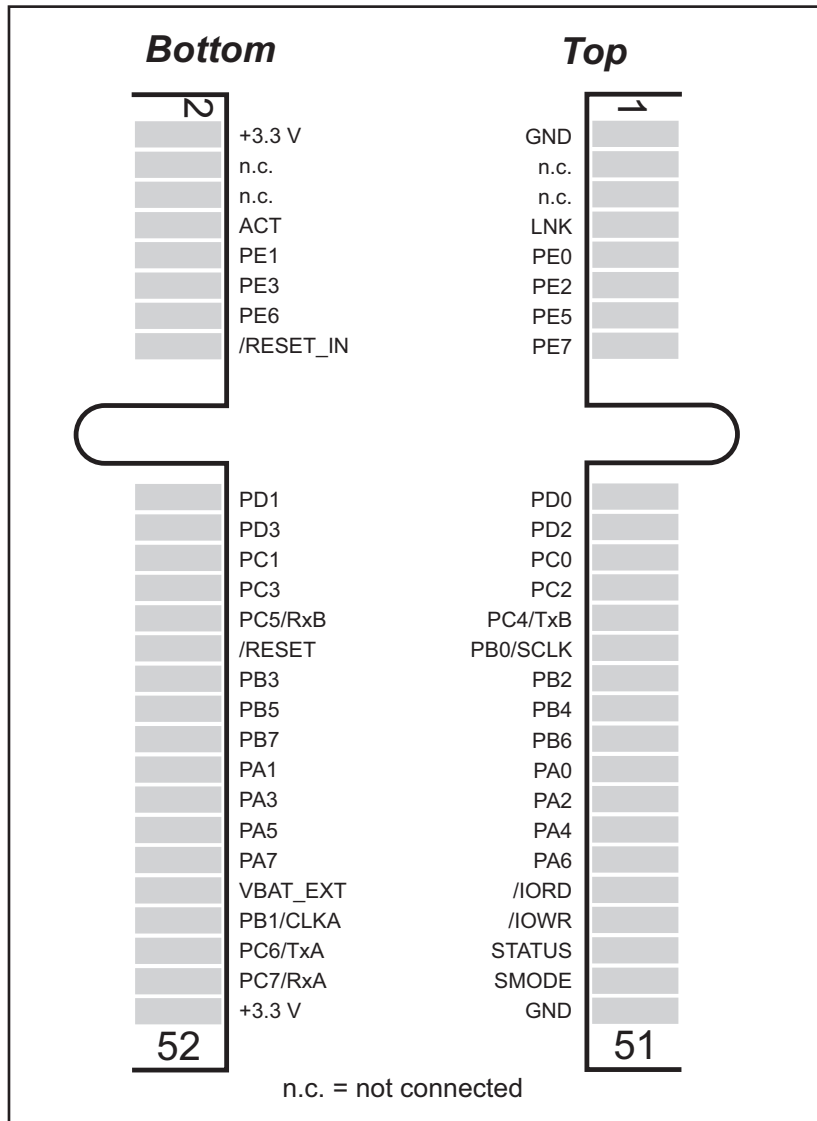 Bottom Top
2 1
+3.3 V GND
n.c. n.c.
n.c. n.c.
ACT LNK
PE1 PE0
PE3 PE2
PE6 PE5
/RESET_IN PE7
PD1 PD0
PD3 PD2
PC1 PC0
PC3 PC2
PC5/RxB PC4/TxB
/RESET PB0/SCLK
PB3 PB2
PB5 PB4
PB7 PB6
PA1 PA0
PA3 PA2
PA5 PA4
PA7 PA6
VBAT_EXT /IORD
PB1/CLKA /IOWR
PC6/TxA STATUS
PC7/RxA SMODE
+3.3 V GND
52 51
n.c. = not connected